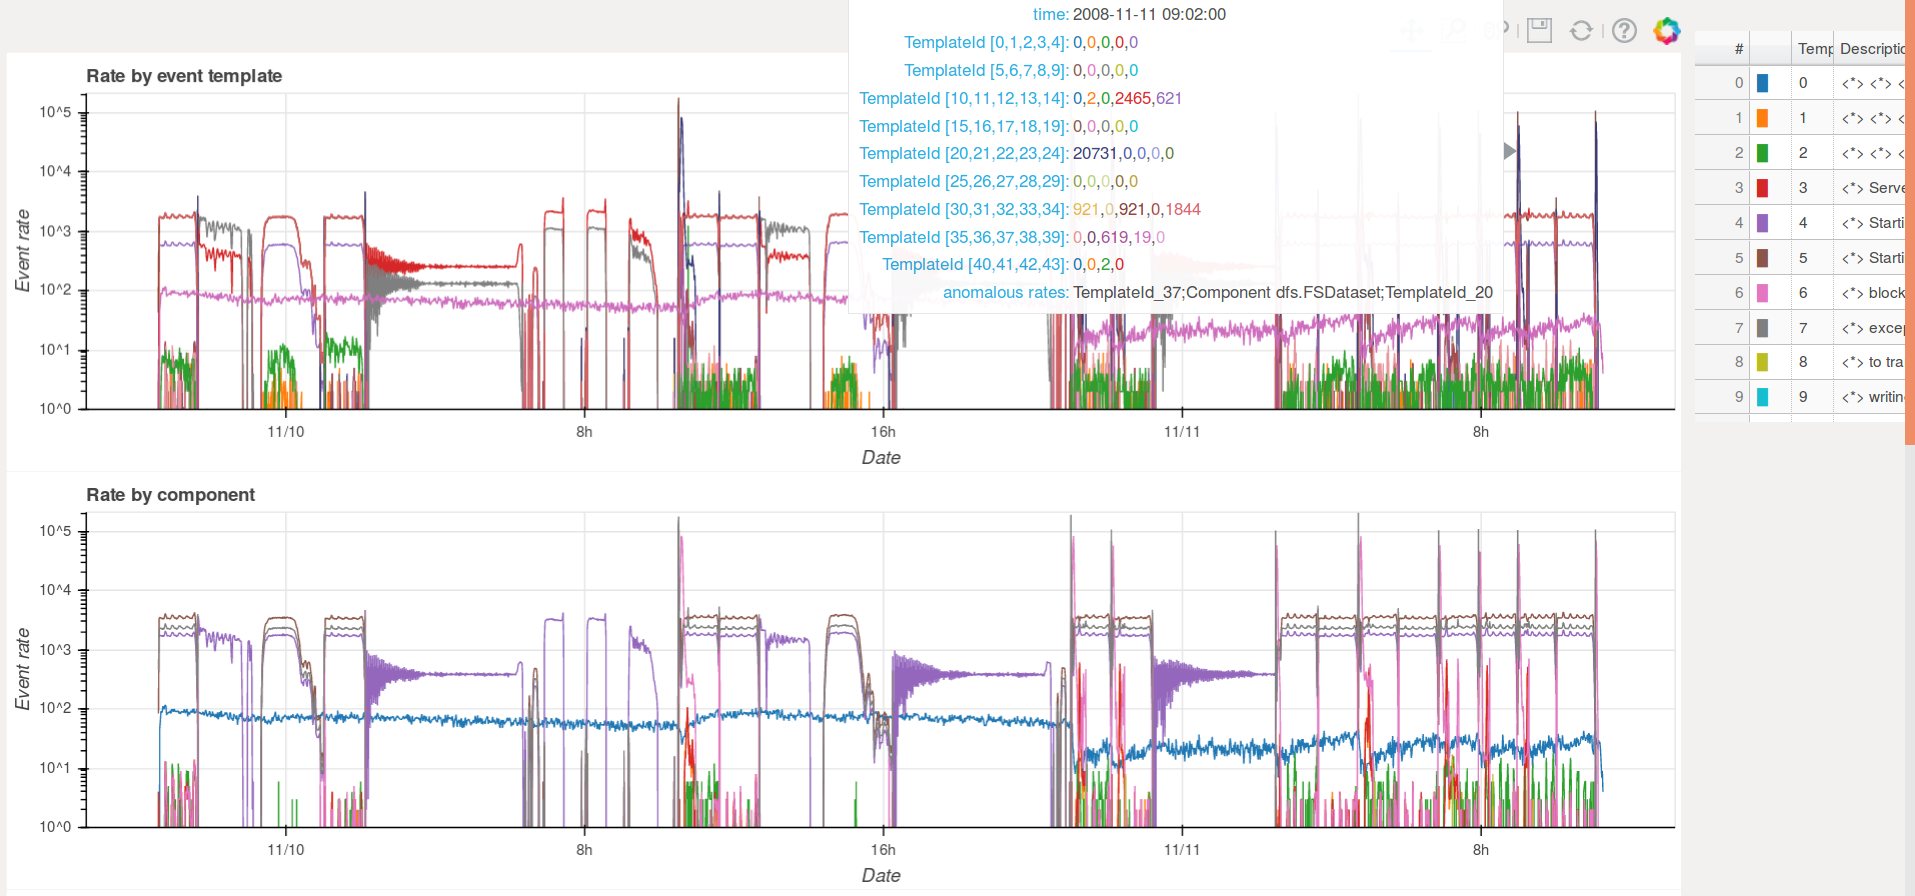 time: 2008-11-11 09:02:00
TemplateId [0,1,2,3,4]: 0,0,0,0,0
TemplateId [5,6,7,8,9]: 0,0,0,0,0
TemplateId [10,11,12,13,14]: 0,2,0,2465,621
TemplateId [15,16,17,18,19]: 0,0,0,0,0
TemplateId [20,21,22,23,24]: 20731,0,0,0,0
TemplateId [25,26,27,28,29]: 0,0,0,0,0
TemplateId [30,31,32,33,34]: 921,0,921,0,1844
TemplateId [35,36,37,38,39]: 0,0,619,19,0
TemplateId [40,41,42,43]: 0,0,2,0
anomalous rates: TemplateId_37;Component dfs.FSDataset;TemplateId_20
Rate by event template
Event rate
10^5
10^4
10^3
10^2
10^1
10^0
11/10 8h 16h 11/11 8h
Date
# Temp Descriptic
0 0 <*> <*> <
1 1 <*> <*> <
2 2 <*> <*> <
3 3 <*> Serve
4 4 <*> Starti
5 5 <*> Starti
6 6 <*> block
7 7 <*> exce
8 8 <*> to tra
9 9 <*> writin
Rate by component
Event rate
10^5
10^4
10^3
10^2
10^1
10^0
11/10 8h 16h 11/11 8h
Date